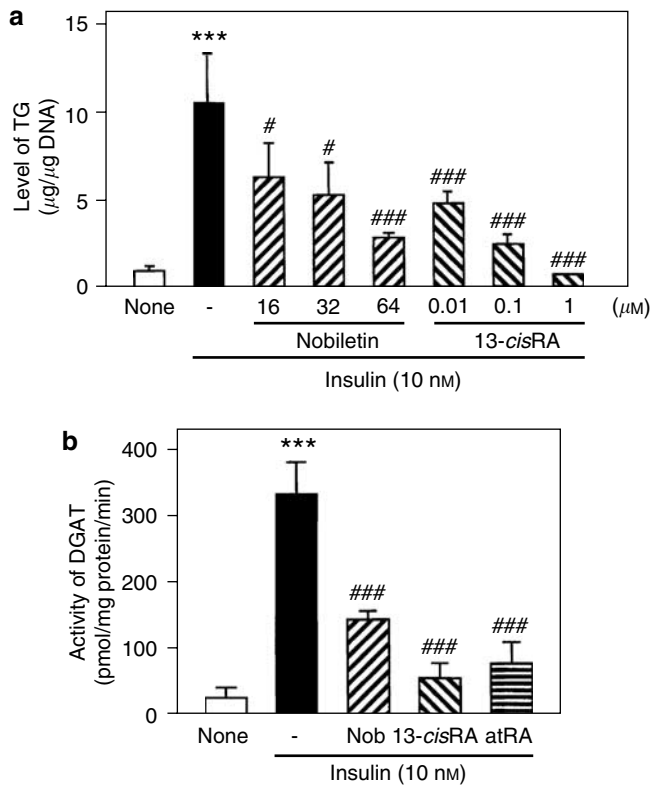 a
Level of TG
(µg/µg DNA)
15
10
5
0
***
#
#
###
###
###
###
None - 16 32 64 0.01 0.1 1 (µM)
Nobiletin 13-cisRA
Insulin (10 nM)
b
Activity of DGAT
(pmol/mg protein/min)
400
300
200
100
0
***
###
###
###
None - Nob 13-cisRA atRA
Insulin (10 nM)